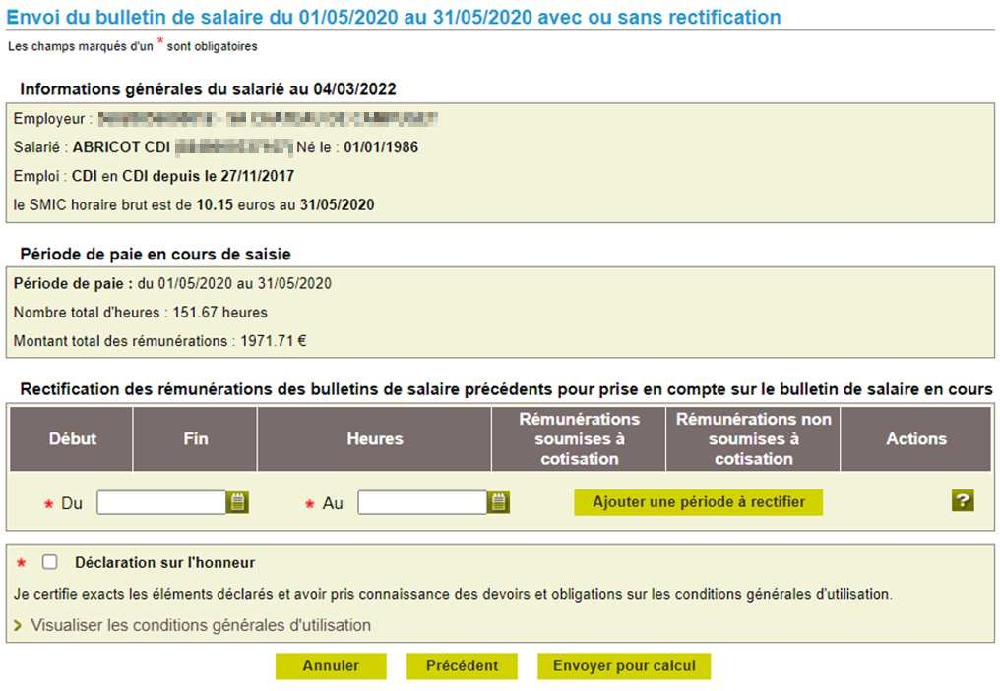 Envoi du bulletin de salaire du 01/05/2020 au 31/05/2020 avec ou sans rectification
Les champs marqués d'un * sont obligatoires
Informations générales du salarié au 04/03/2022
Employeur :
Salarié : ABRICOT CDI Né le : 01/01/1986
Emploi : CDI en CDI depuis le 27/11/2017
le SMIC horaire brut est de 10.15 euros au 31/05/2020
Période de paie en cours de saisie
Période de paie : du 01/05/2020 au 31/05/2020
Nombre total d'heures : 151.67 heures
Montant total des rémunérations : 1971.71 €
Rectification des rémunérations des bulletins de salaire précédents pour prise en compte sur le bulletin de salaire en cours
Début
Fin
Heures
Rémunérations
soumises à
cotisation
Rémunérations non
soumises à
cotisation
Actions
* Du
* Au
Ajouter une période à rectifier
?
* Déclaration sur l'honneur
Je certifie exacts les éléments déclarés et avoir pris connaissance des devoirs et obligations sur les conditions générales d'utilisation.
> Visualiser les conditions générales d'utilisation
Annuler
Précédent
Envoyer pour calcul